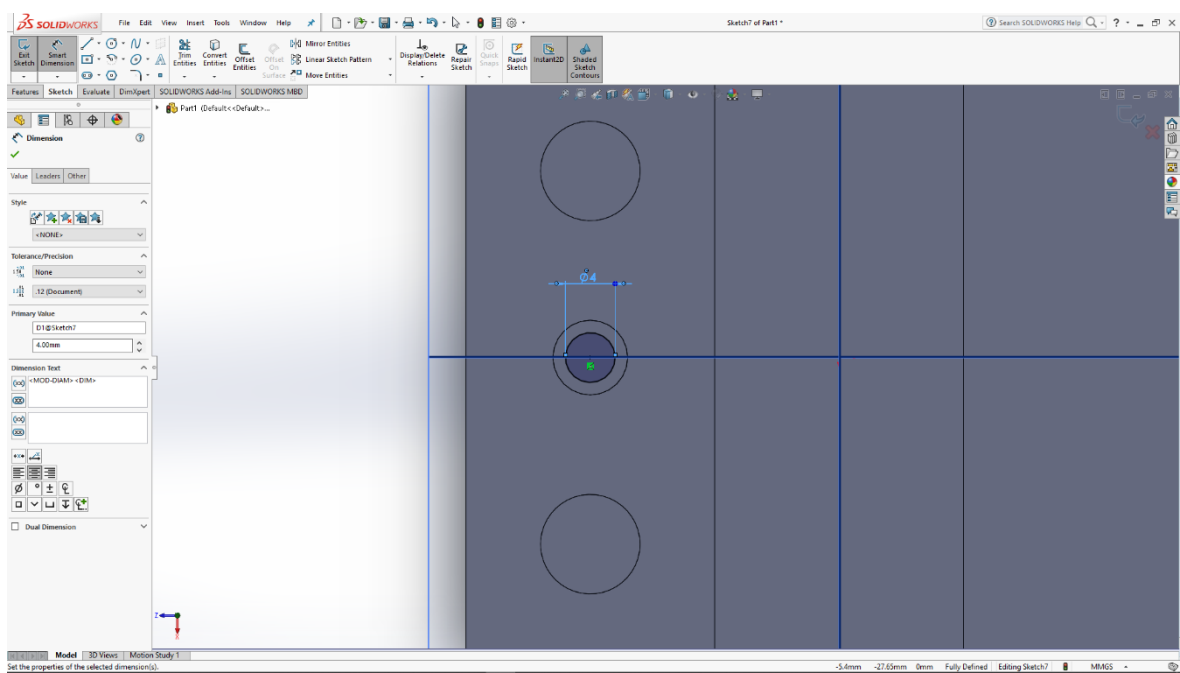 SOLIDWORKS File Edit View Insert Tools Window Help Sketch7 of Part1 * Search SOLIDWORKS Help
Exit Sketch
Smart Dimension
Trim Entities
Convert Entities
Offset Entities
Offset On Surface
Mirror Entities
Linear Sketch Pattern
More Entities
Display/Delete Relations
Repair Sketch
Quick Snaps
Rapid Sketch
Instant2D
Shaded Sketch Contours
Features Sketch Evaluate DimXpert SOLIDWORKS Add-Ins SOLIDWORKS MBD
Part1 (Default<<Default>...
Dimension
Value Leaders Other
Style
<NONE>
Tolerance/Precision
None
.12 (Document)
Primary Value
D1@Sketch7
4.00mm
Dimension Text
<MOD-DIAM><DIM>
Dual Dimension
Ø4
Z
X
Model 3D Views Motion Study 1
Set the properties of the selected dimension(s). -5.4mm -27.65mm 0mm Fully Defined Editing Sketch7 MMGS